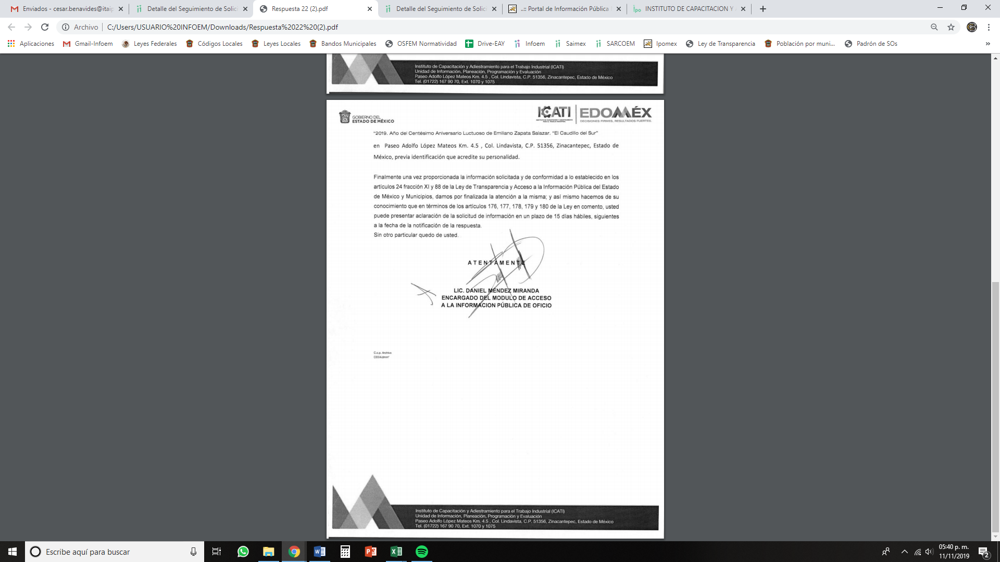 Enviados - cesar.benavides@itaip
Detalle del Seguimiento de Solici
Respuesta 22 (2).pdf
Detalle del Seguimiento de Solici
..:: Portal de Información Pública
INSTITUTO DE CAPACITACION Y
Archivo
C:/Users/USUARIO%20INFOEM/Downloads/Respuesta%2022%20(2).pdf
Aplicaciones
Gmail-Infoem
Leyes Federales
Códigos Locales
Leyes Locales
Bandos Municipales
OSFEM Normatividad
Drive-EAY
Infoem
Saimex
SARCOEM
Ipomex
Ley de Transparencia
Población por muni...
Padrón de SOs
»
Instituto de Capacitación y Adiestramiento para el Trabajo Industrial (ICATI)
Unidad de Información, Planeación, Programación y Evaluación
Paseo Adolfo López Mateos Km. 4.5 , Col. Lindavista, C.P. 51356, Zinacantepec, Estado de México
Tel. (01722) 167 90 70, Ext. 1070 y 1075
GOBIERNO DEL
ESTADO DE MÉXICO
ICATI
INSTITUTO DE CAPACITACIÓN Y ADIESTRAMIENTO
PARA EL TRABAJO INDUSTRIAL
EDOMÉX
DECISIONES FIRMES, RESULTADOS FUERTES.
"2019. Año del Centésimo Aniversario Luctuoso de Emiliano Zapata Salazar. "El Caudillo del Sur"
en Paseo Adolfo López Mateos Km. 4.5 , Col. Lindavista, C.P. 51356, Zinacantepec, Estado de
México, previa identificación que acredite su personalidad.
Finalmente una vez proporcionada la información solicitada y de conformidad a lo establecido en los
artículos 24 fracción XI y 88 de la Ley de Transparencia y Acceso a la Información Pública del Estado
de México y Municipios, damos por finalizada la atención a la misma; y así mismo hacemos de su
conocimiento que en términos de los artículos 176, 177, 178, 179 y 180 de la Ley en comento, usted
puede presentar aclaración de la solicitud de información en un plazo de 15 días hábiles, siguientes
a la fecha de la notificación de la respuesta.
Sin otro particular quedo de usted.
A T E N T A M E N T E
LIC. DANIEL MÉNDEZ MIRANDA
ENCARGADO DEL MODULO DE ACCESO
A LA INFORMACION PÚBLICA DE OFICIO
C.c.p. Archivo
CEEA/dmm*
Instituto de Capacitación y Adiestramiento para el Trabajo Industrial (ICATI)
Unidad de Información, Planeación, Programación y Evaluación
Paseo Adolfo López Mateos Km. 4.5 , Col. Lindavista, C.P. 51356, Zinacantepec, Estado de México
Tel. (01722) 167 90 70, Ext. 1070 y 1075
Escribe aquí para buscar
05:40 p. m.
11/11/2019
2